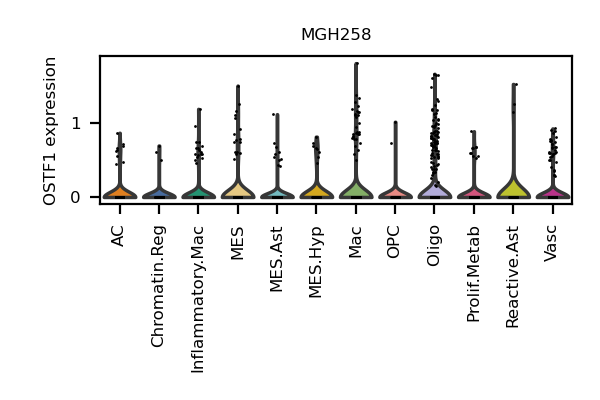 MGH258
OSTF1 expression
1
0
AC
Chromatin.Reg
Inflammatory.Mac
MES
MES.Ast
MES.Hyp
Mac
OPC
Oligo
Prolif.Metab
Reactive.Ast
Vasc